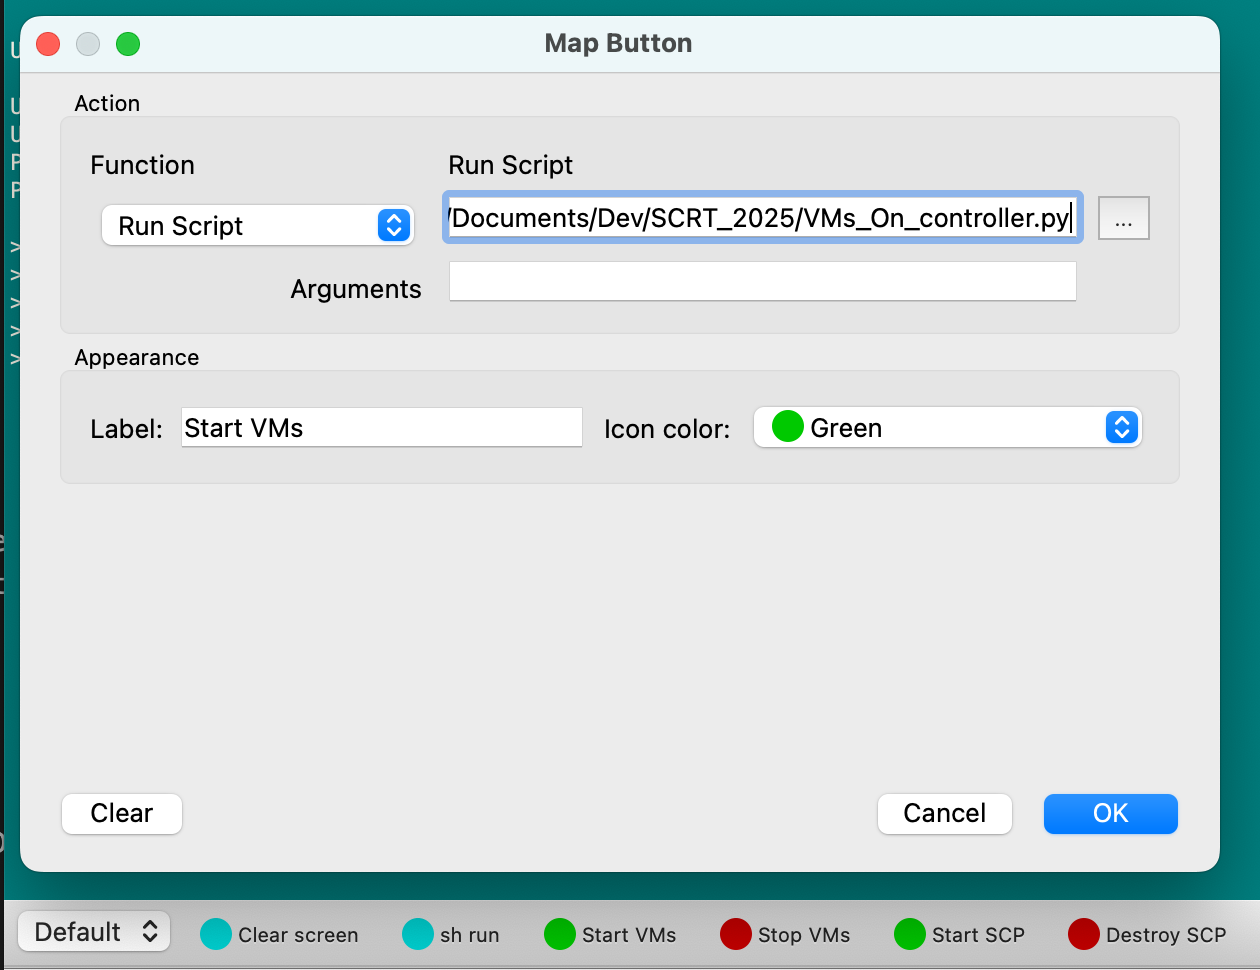 Map Button
Action
Function
Run Script
Run Script
/Documents/Dev/SCRT_2025/VMs_On_controller.py
...
Arguments
Appearance
Label:
Start VMs
Icon color:
Green
Clear
Cancel
OK
Default
Clear screen
sh run
Start VMs
Stop VMs
Start SCP
Destroy SCP